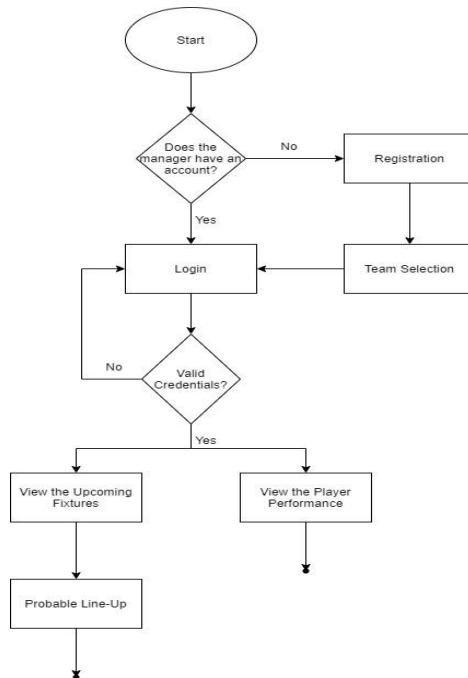 Start
Does the
manager have an
account?
No
Registration
Yes
Login
Team Selection
No
Valid
Credentials?
Yes
View the Upcoming
Fixtures
View the Player
Performance
Probable Line-Up